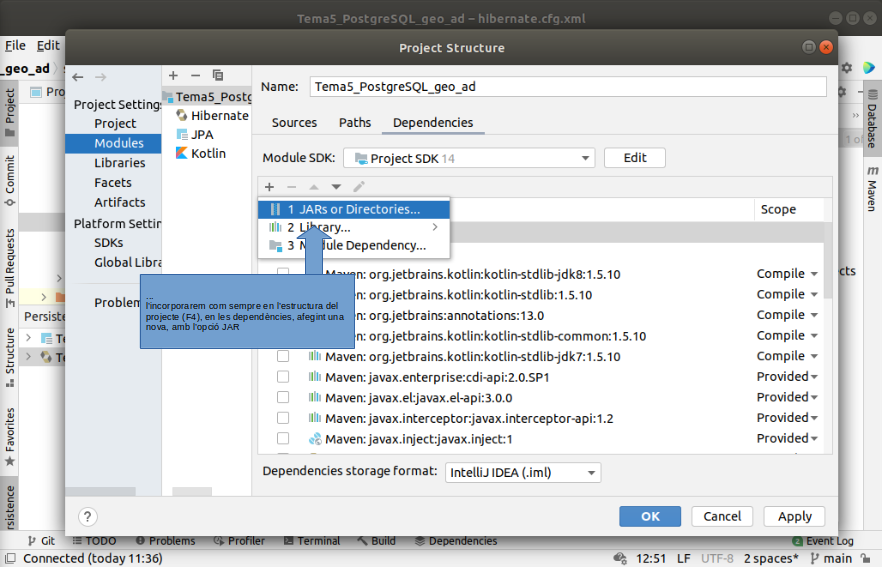 Tema5_PostgreSQL_geo_ad – hibernate.cfg.xml
File Edit
_geo_ad
Project Structure
Project
Commit
Pull Requests
Structure
Favorites
Database
Maven
Project Settings
Project
Modules
Libraries
Facets
Artifacts
Platform Settin
SDKs
Global Libra
Problem
Persiste
Tema5_Postg
Hibernate
JPA
Kotlin
Name: Tema5_PostgreSQL_geo_ad
Sources Paths Dependencies
Module SDK: Project SDK 14 Edit
Scope
1 JARs or Directories...
2 Library...
3 Module Dependency...
Maven: org.jetbrains.kotlin:kotlin-stdlib-jdk8:1.5.10 Compile
Maven: org.jetbrains.kotlin:kotlin-stdlib:1.5.10 Compile
Maven: org.jetbrains:annotations:13.0 Compile
Maven: org.jetbrains.kotlin:kotlin-stdlib-common:1.5.10 Compile
Maven: org.jetbrains.kotlin:kotlin-stdlib-jdk7:1.5.10 Compile
Maven: javax.enterprise:cdi-api:2.0.SP1 Provided
Maven: javax.el:javax.el-api:3.0.0 Provided
Maven: javax.interceptor:javax.interceptor-api:1.2 Provided
Maven: javax.inject:javax.inject:1 Provided
...
l'incorporarem com sempre en l'estructura del
projecte (F4), en les dependències, afegint una
nova, amb l'opció JAR
Dependencies storage format: IntelliJ IDEA (.iml)
? OK Cancel Apply
Git TODO Problems Profiler Terminal Build Dependencies Event Log
Connected (today 11:36) 12:51 LF UTF-8 2 spaces* main